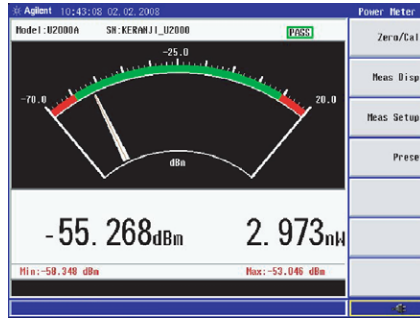 Agilent 10:43:08 02.02.2008 Power Meter
Model:U2000A SN:KERANJI_U2000 PASS
Zero/Cal
-25.0
Meas Disp
-70.0 20.0
Meas Setup
dBm
Prese
-55.268dBm 2.973nW
Min:-58.348 dBm Max:-53.046 dBm